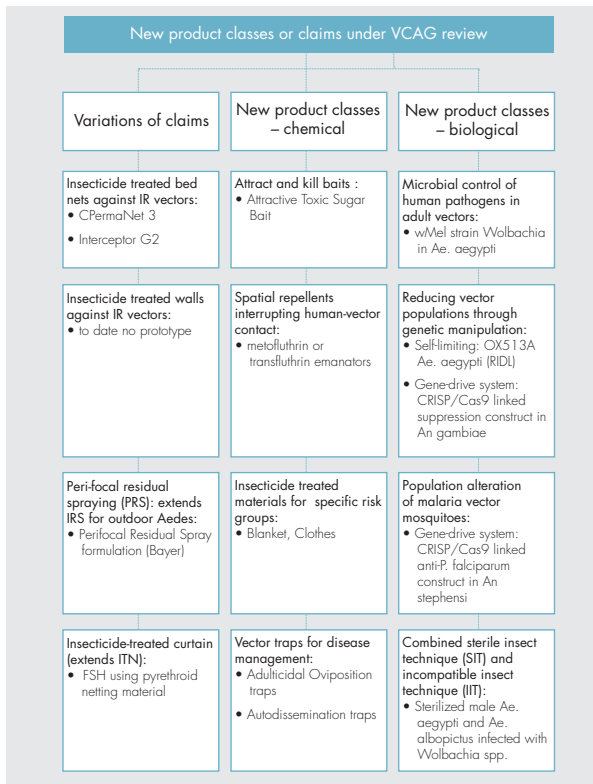 New product classes or claims under VCAG review
Variations of claims
Insecticide treated bed
nets against IR vectors:
• CPermaNet 3
• Interceptor G2
Insecticide treated walls
against IR vectors:
• to date no prototype
Peri-focal residual
spraying (PRS): extends
IRS for outdoor Aedes:
• Perifocal Residual Spray
formulation (Bayer)
Insecticide-treated curtain
(extends ITN):
• FSH using pyrethroid
netting material
New product classes
– chemical
Attract and kill baits :
• Attractive Toxic Sugar
Bait
Spatial repellents
interrupting human-vector
contact:
• metofluthrin or
transfluthrin emanators
Insecticide treated
materials for specific risk
groups:
• Blanket, Clothes
Vector traps for disease
management:
• Adulticidal Oviposition
traps
• Autodissemination traps
New product classes
– biological
Microbial control of
human pathogens in
adult vectors:
• wMel strain Wolbachia
in Ae. aegypti
Reducing vector
populations through
genetic manipulation:
• Self-limiting: OX513A
Ae. aegypti (RIDL)
• Gene-drive system:
CRISP/Cas9 linked
suppression construct in
An gambiae
Population alteration
of malaria vector
mosquitoes:
• Gene-drive system:
CRISP/Cas9 linked
anti-P. falciparum
construct in An
stephensi
Combined sterile insect
technique (SIT) and
incompatible insect
technique (IIT):
• Sterilized male Ae.
aegypti and Ae.
albopictus infected with
Wolbachia spp.